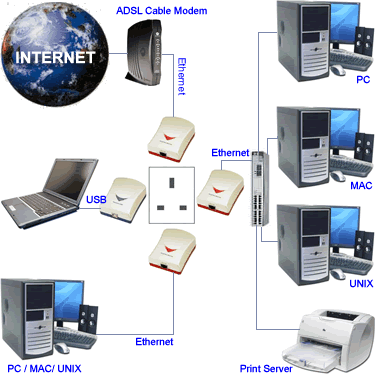 ADSL Cable Modem
INTERNET
Ethernet
PC
Ethernet
MAC
USB
UNIX
Ethernet
PC / MAC/ UNIX
Print Server